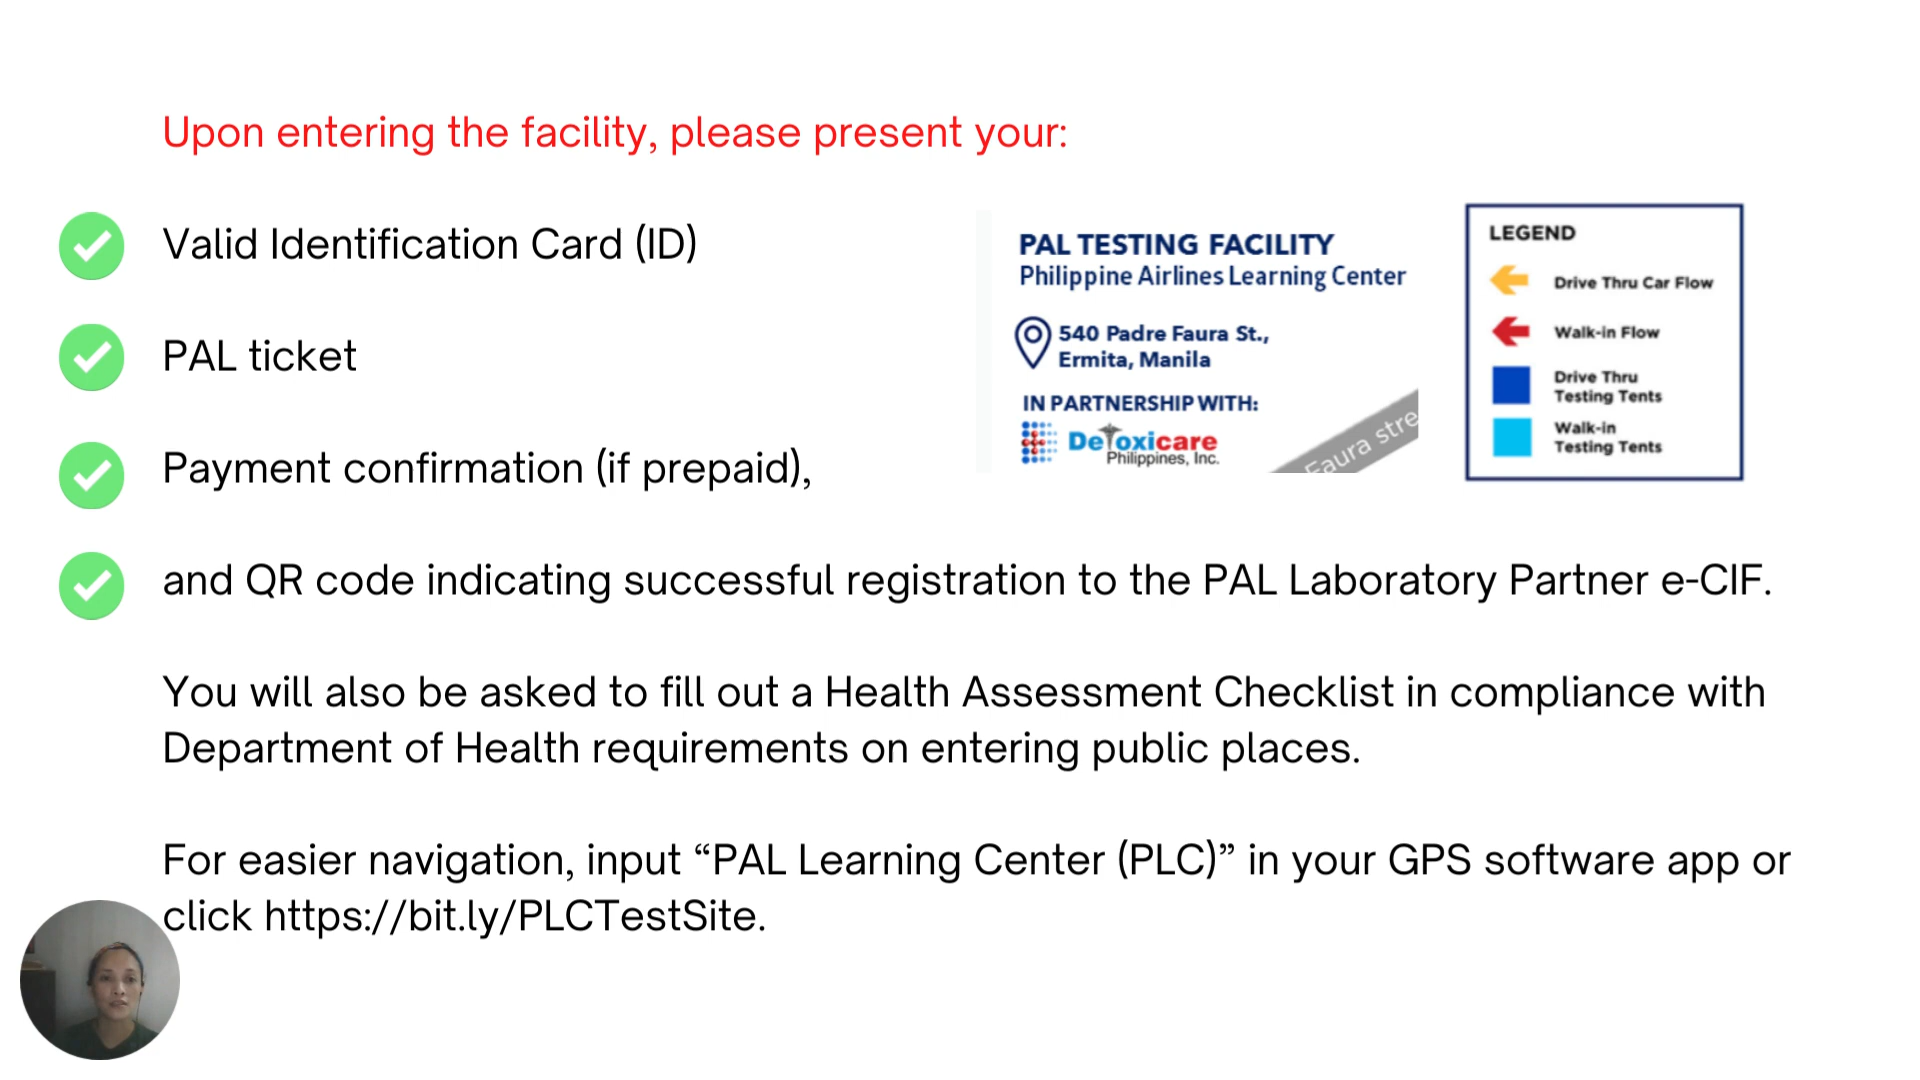 Upon entering the facility, please present your:
Valid Identification Card (ID)
PAL ticket
Payment confirmation (if prepaid),
and QR code indicating successful registration to the PAL Laboratory Partner e-CIF.
You will also be asked to fill out a Health Assessment Checklist in compliance with
Department of Health requirements on entering public places.
For easier navigation, input “PAL Learning Center (PLC)” in your GPS software app or
click https://bit.ly/PLCTestSite.
PAL TESTING FACILITY
Philippine Airlines Learning Center
540 Padre Faura St.,
Ermita, Manila
IN PARTNERSHIP WITH:
Detoxicare
Philippines, Inc.
Faura stre
LEGEND
Drive Thru Car Flow
Walk-in Flow
Drive Thru
Testing Tents
Walk-in
Testing Tents